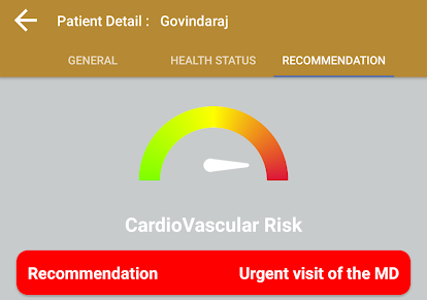 Patient Detail :   Govindaraj
GENERAL   HEALTH STATUS   RECOMMENDATION
CardioVascular Risk
Recommendation   Urgent visit of the MD